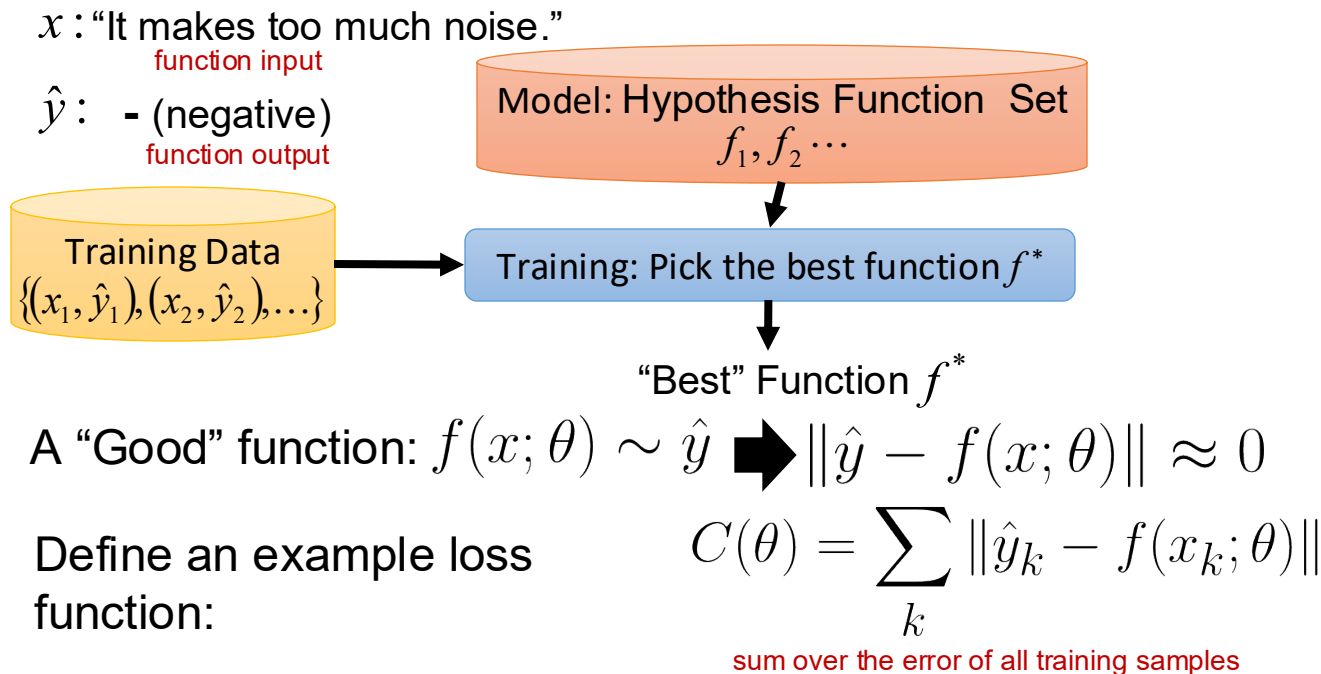 x : “It makes too much noise.”
function input
ŷ : - (negative)
function output
Model: Hypothesis Function Set
f₁, f₂ ⋯
Training Data
{(x₁, ŷ₁), (x₂, ŷ₂), …}
Training: Pick the best function f*
“Best” Function f*
A “Good” function: f(x; θ) ∼ ŷ ‖ŷ − f(x; θ)‖ ≈ 0
Define an example loss
function:
C(θ) = ∑ₖ ‖ŷₖ − f(xₖ; θ)‖
sum over the error of all training samples